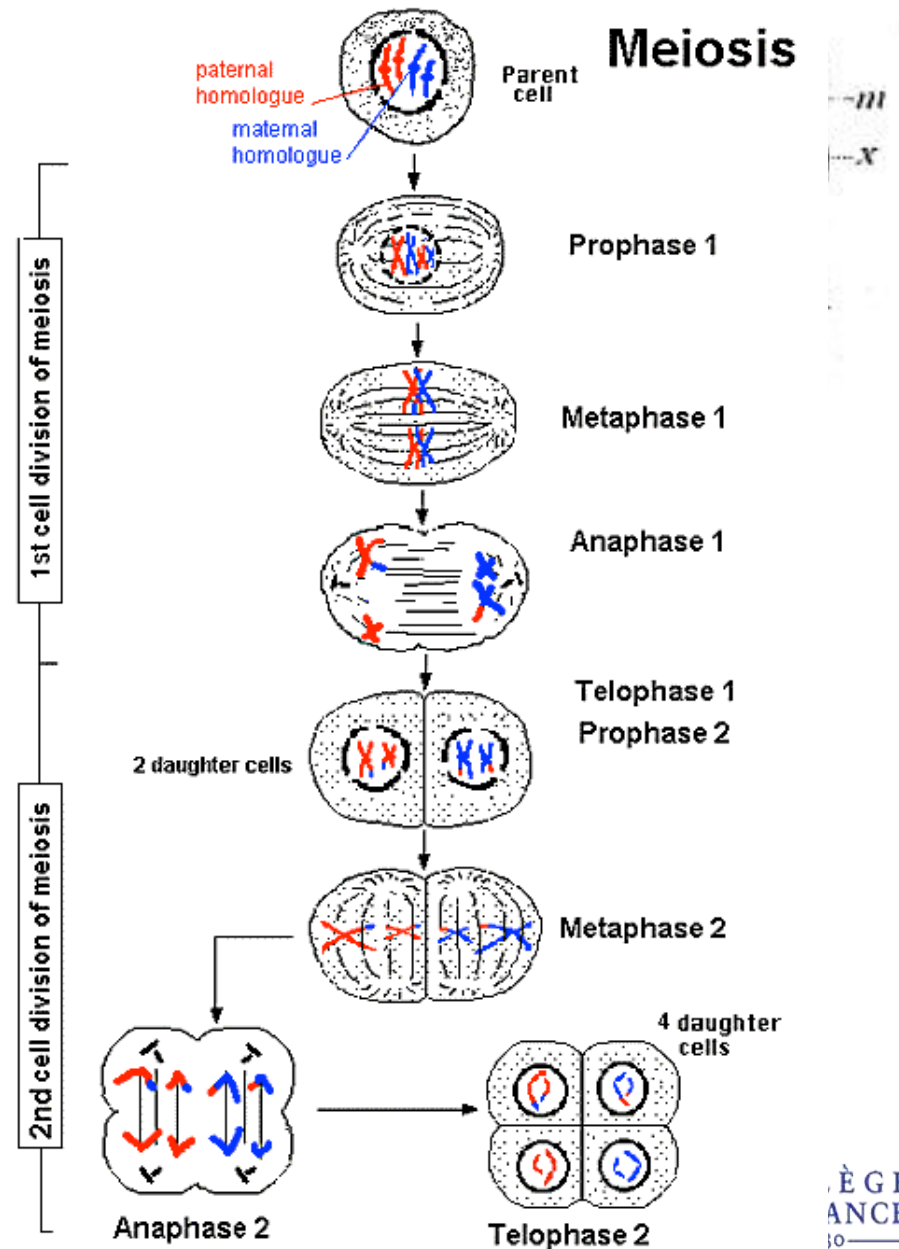 Meiosis
paternal
homologue
Parent
cell
maternal
homologue
m
x
Prophase 1
1st cell division of meiosis
Metaphase 1
Anaphase 1
Telophase 1
Prophase 2
2 daughter cells
2nd cell division of meiosis
Metaphase 2
4 daughter
cells
Anaphase 2
Telophase 2